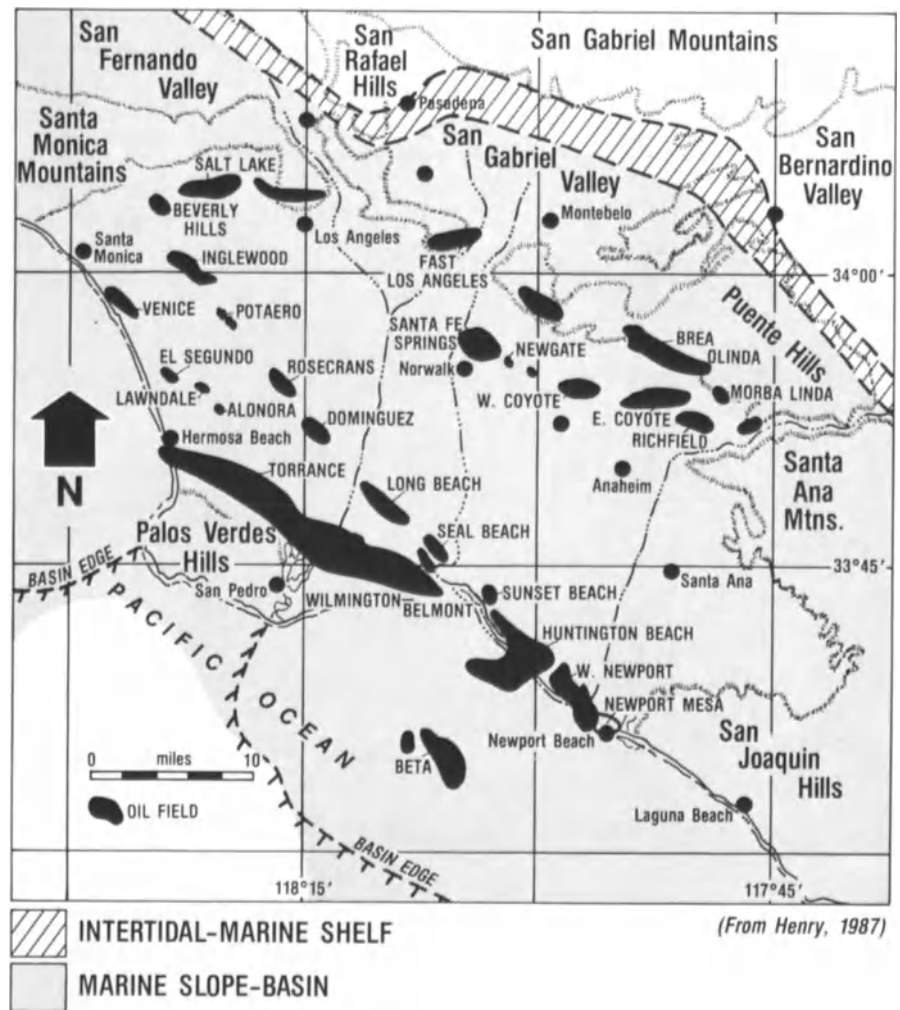 San
Fernando
Valley
San
Rafael
Hills
San Gabriel Mountains
Pasadena
Santa
Monica
Mountains
San
Gabriel
Valley
San
Bernardino
Valley
SALT LAKE
BEVERLY
HILLS
Los Angeles
Montebelo
Santa
Monica
INGLEWOOD
FAST
LOS ANGELES
34°00'
VENICE
POTAERO
SANTA FE
SPRINGS
NEWGATE
Norwalk
Puente Hills
BREA
OLINDA
EL SEGUNDO
ROSECRANS
LAWNDALE
ALONORA
W. COYOTE
E. COYOTE
MORBA LINDA
RICHFIELD
DOMINGUEZ
Hermosa Beach
N
TORRANCE
LONG BEACH
Anaheim
Santa
Ana
Mtns.
Palos Verdes
Hills
SEAL BEACH
BASIN EDGE
San Pedro
33°45'
WILMINGTON
BELMONT
SUNSET BEACH
Santa Ana
PACIFIC
OCEAN
HUNTINGTON BEACH
W. NEWPORT
NEWPORT MESA
Newport Beach
San
Joaquin
Hills
0 miles 10
BETA
OIL FIELD
Laguna Beach
BASIN EDGE
118°15'
117°45'
INTERTIDAL-MARINE SHELF
(From Henry, 1987)
MARINE SLOPE-BASIN